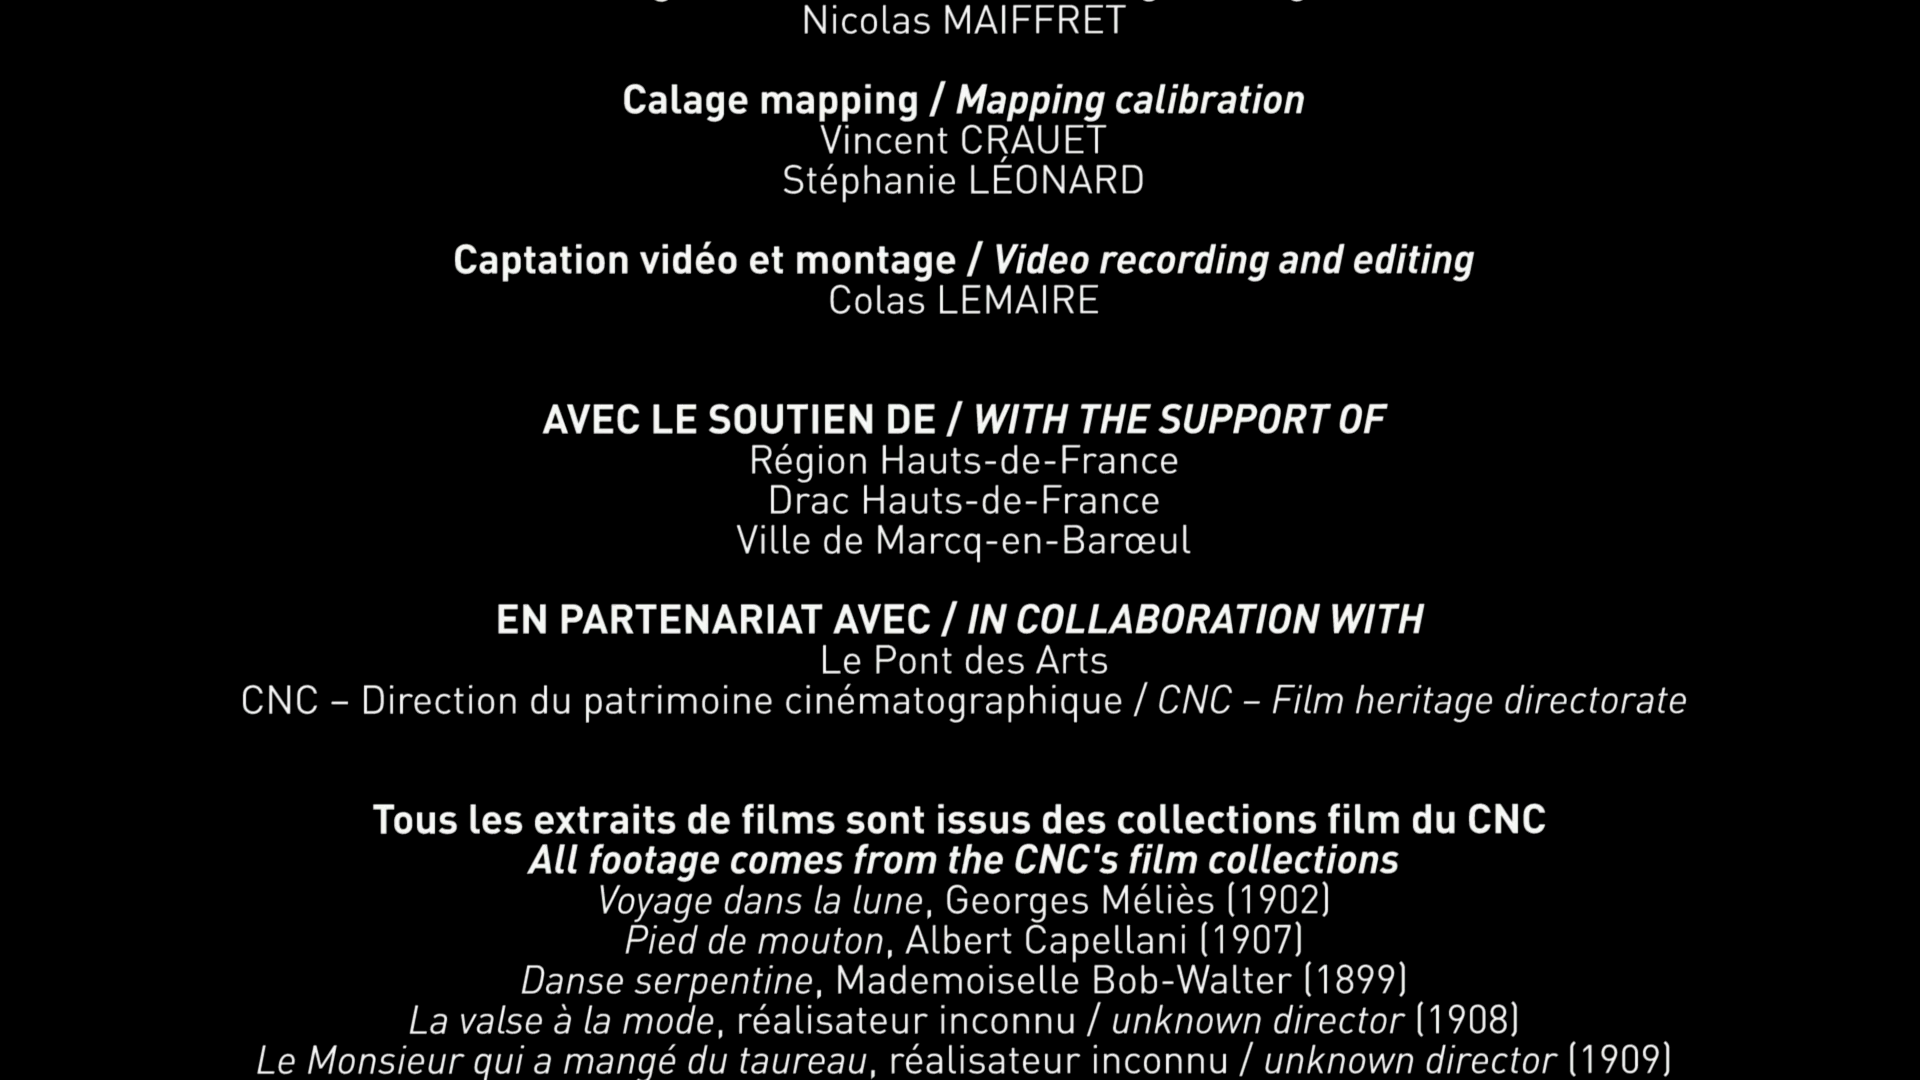 Nicolas MAIFFRET
Calage mapping / Mapping calibration
Vincent CRAUET
Stéphanie LÉONARD
Captation vidéo et montage / Video recording and editing
Colas LEMAIRE
AVEC LE SOUTIEN DE / WITH THE SUPPORT OF
Région Hauts-de-France
Drac Hauts-de-France
Ville de Marcq-en-Barœul
EN PARTENARIAT AVEC / IN COLLABORATION WITH
Le Pont des Arts
CNC – Direction du patrimoine cinématographique / CNC – Film heritage directorate
Tous les extraits de films sont issus des collections film du CNC
All footage comes from the CNC's film collections
Voyage dans la lune, Georges Méliès (1902)
Pied de mouton, Albert Capellani (1907)
Danse serpentine, Mademoiselle Bob-Walter (1899)
La valse à la mode, réalisateur inconnu / unknown director (1908)
Le Monsieur qui a mangé du taureau, réalisateur inconnu / unknown director (1909)